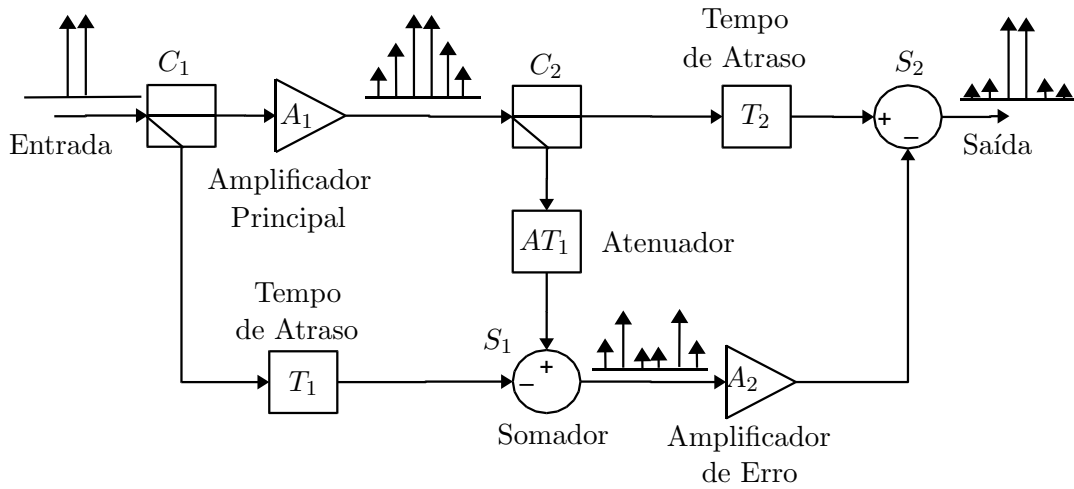 Tempo
de Atraso
C1
C2
S2
A1
T2
+
−
Entrada
Saída
Amplificador
Principal
AT1
Atenuador
Tempo
de Atraso
S1
+
−
T1
A2
Somador
Amplificador
de Erro